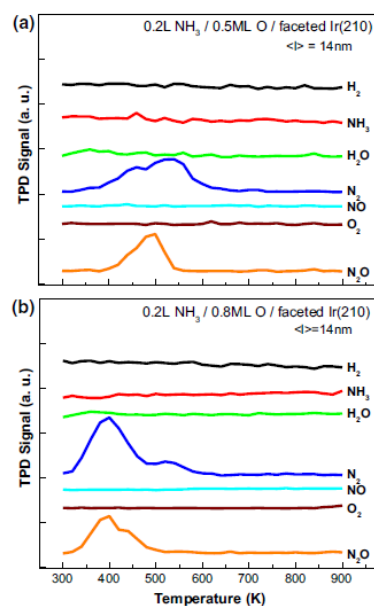 (a)
0.2L NH₃ / 0.5ML O / faceted Ir(210)
<l> = 14nm
TPD Signal (a. u.)
H₂
NH₃
H₂O
N₂
NO
O₂
N₂O
(b)
0.2L NH₃ / 0.8ML O / faceted Ir(210)
<l>=14nm
TPD Signal (a. u.)
H₂
NH₃
H₂O
N₂
NO
O₂
N₂O
300 400 500 600 700 800 900
Temperature (K)